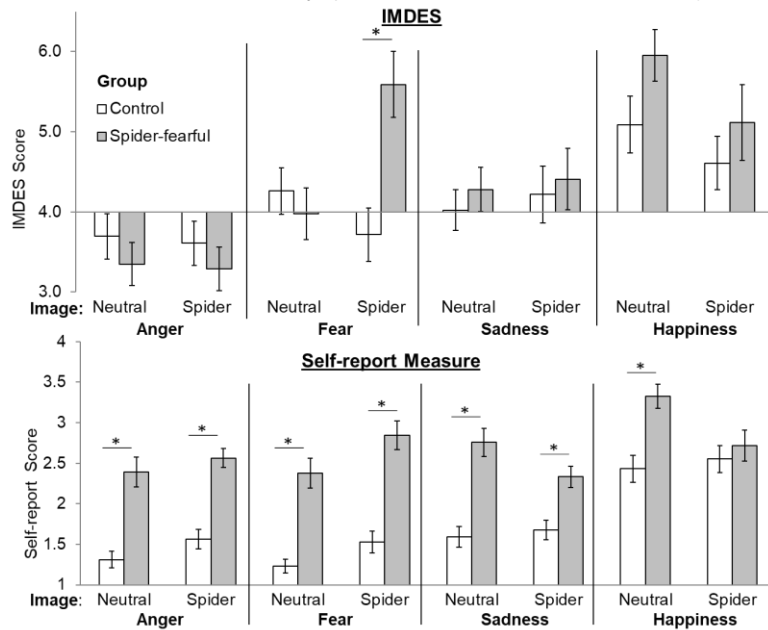 IMDES
*
6.0
Group
Control
Spider-fearful
5.0
IMDES Score
4.0
3.0
Image: Neutral Spider Neutral Spider Neutral Spider Neutral Spider
Anger Fear Sadness Happiness
4
Self-report Measure
3.5
*
*
3
*
*
*
*
*
2.5
Self-report Score
2
1.5
1
Image: Neutral Spider Neutral Spider Neutral Spider Neutral Spider
Anger Fear Sadness Happiness